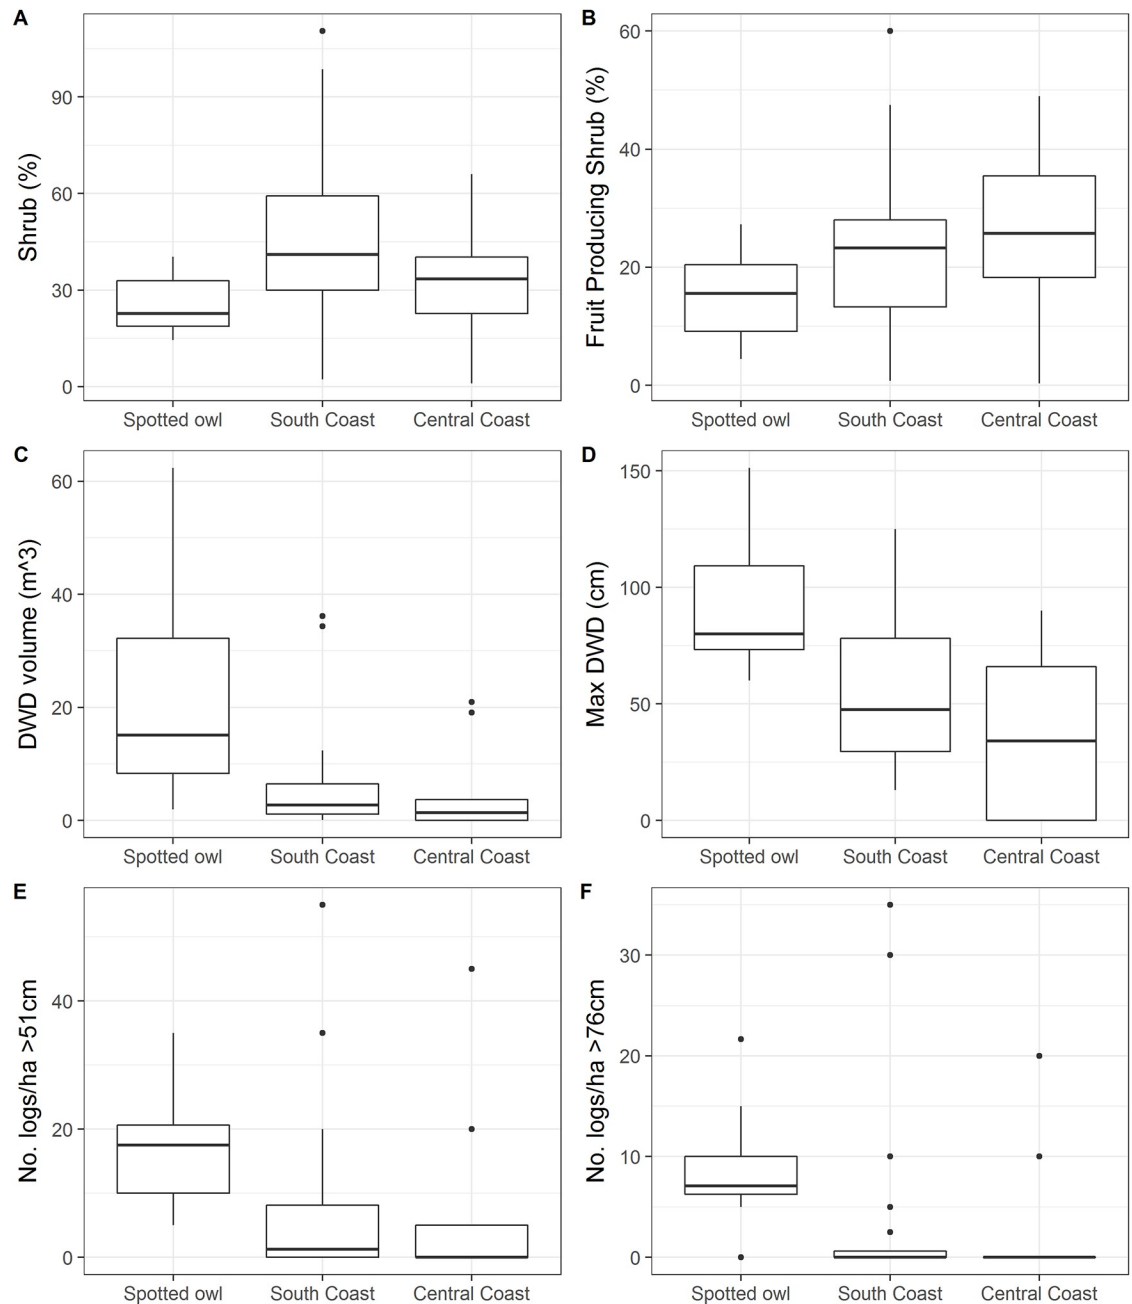 A
Shrub (%)
90
60
30
0
Spotted owl South Coast Central Coast
B
Fruit Producing Shrub (%)
60
40
20
0
Spotted owl South Coast Central Coast
C
DWD volume (m^3)
60
40
20
0
Spotted owl South Coast Central Coast
D
Max DWD (cm)
150
100
50
0
Spotted owl South Coast Central Coast
E
No. logs/ha >51cm
40
20
0
Spotted owl South Coast Central Coast
F
No. logs/ha >76cm
30
20
10
0
Spotted owl South Coast Central Coast